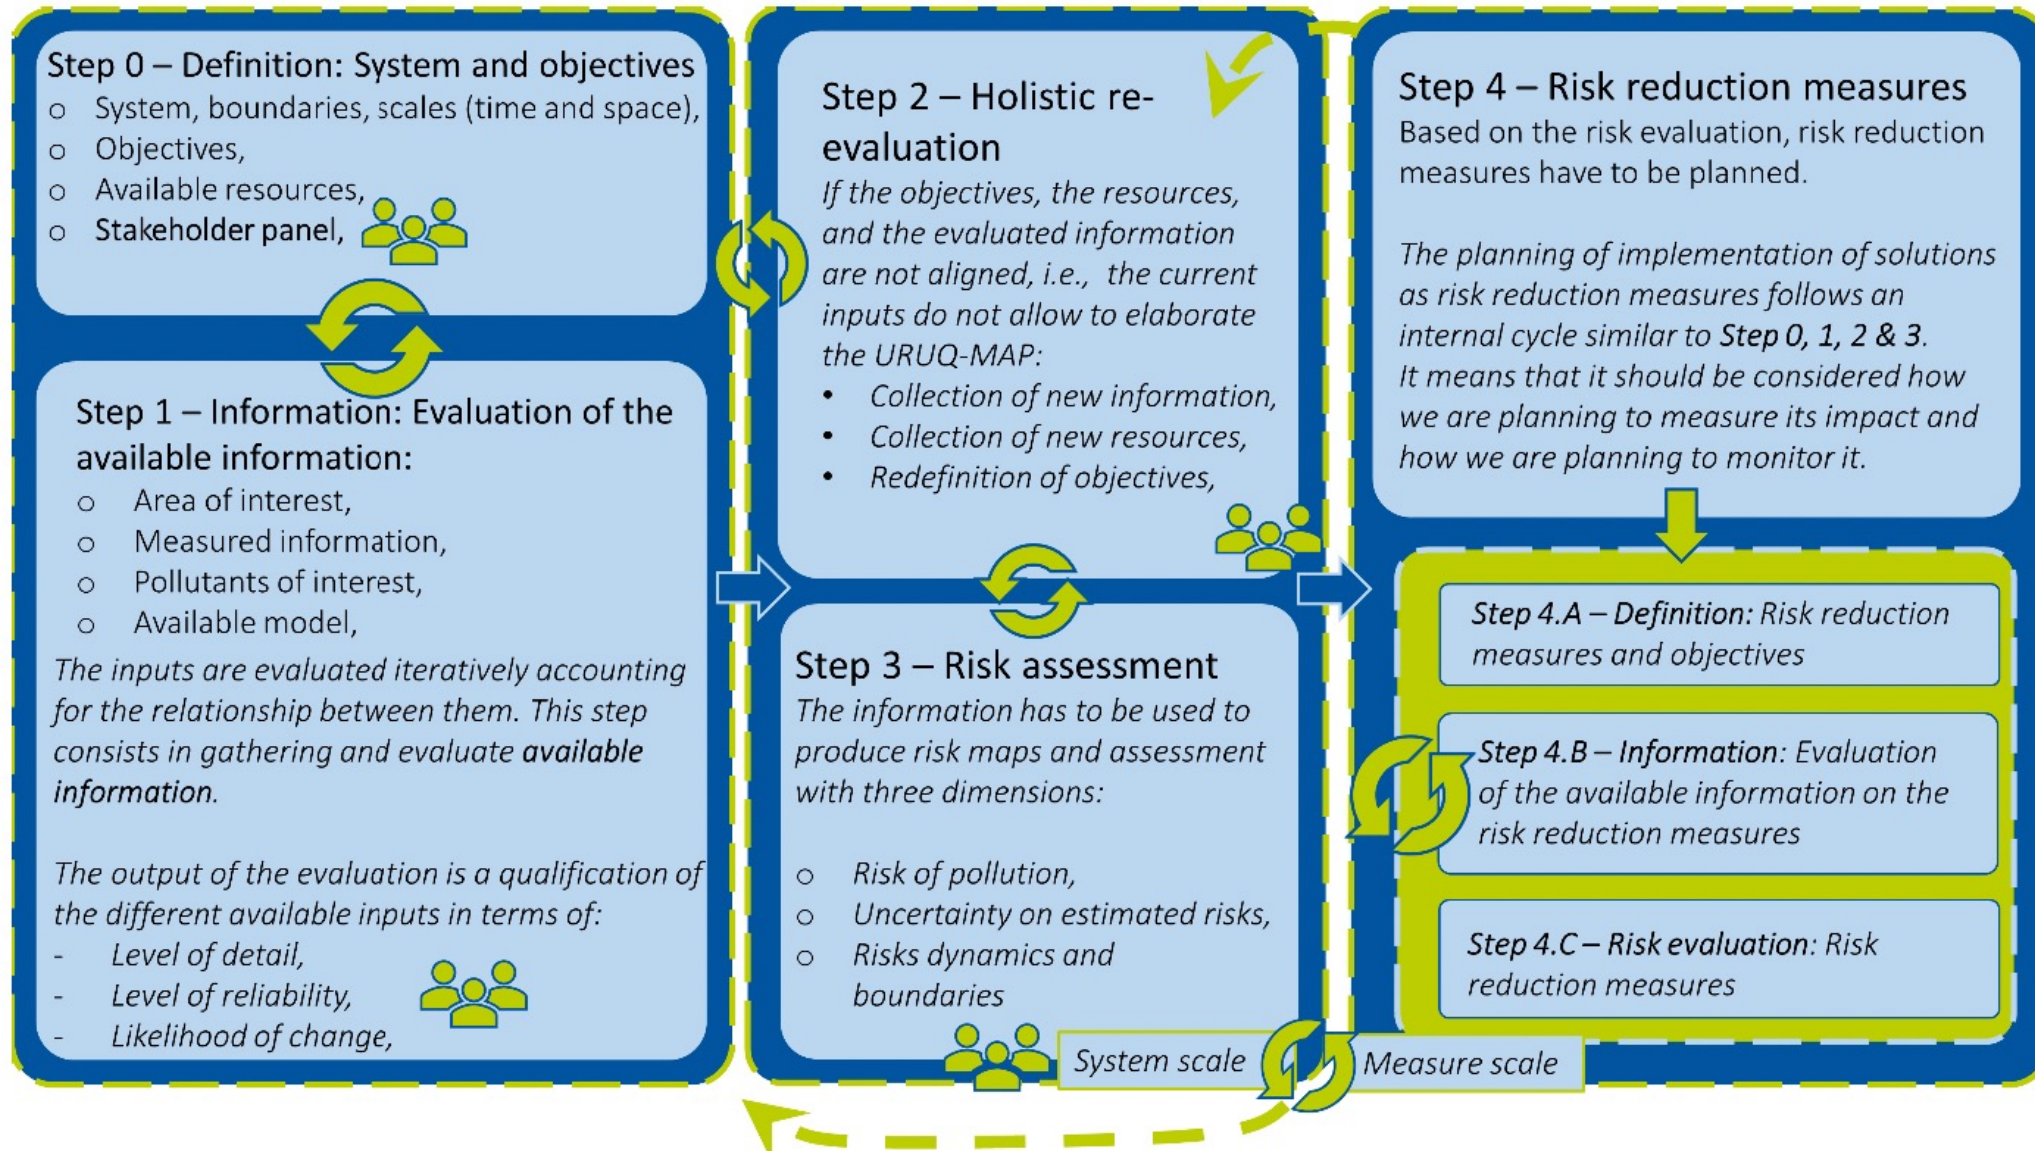 Step 0 – Definition: System and objectives
o System, boundaries, scales (time and space),
o Objectives,
o Available resources,
o Stakeholder panel,
Step 1 – Information: Evaluation of the
available information:
o Area of interest,
o Measured information,
o Pollutants of interest,
o Available model,
The inputs are evaluated iteratively accounting
for the relationship between them. This step
consists in gathering and evaluate available
information.
The output of the evaluation is a qualification of
the different available inputs in terms of:
- Level of detail,
- Level of reliability,
- Likelihood of change,
Step 2 – Holistic re-
evaluation
If the objectives, the resources,
and the evaluated information
are not aligned, i.e., the current
inputs do not allow to elaborate
the URUQ-MAP:
• Collection of new information,
• Collection of new resources,
• Redefinition of objectives,
Step 3 – Risk assessment
The information has to be used to
produce risk maps and assessment
with three dimensions:
o Risk of pollution,
o Uncertainty on estimated risks,
o Risks dynamics and
boundaries
System scale
Measure scale
Step 4 – Risk reduction measures
Based on the risk evaluation, risk reduction
measures have to be planned.
The planning of implementation of solutions
as risk reduction measures follows an
internal cycle similar to Step 0, 1, 2 & 3.
It means that it should be considered how
we are planning to measure its impact and
how we are planning to monitor it.
Step 4.A – Definition: Risk reduction
measures and objectives
Step 4.B – Information: Evaluation
of the available information on the
risk reduction measures
Step 4.C – Risk evaluation: Risk
reduction measures